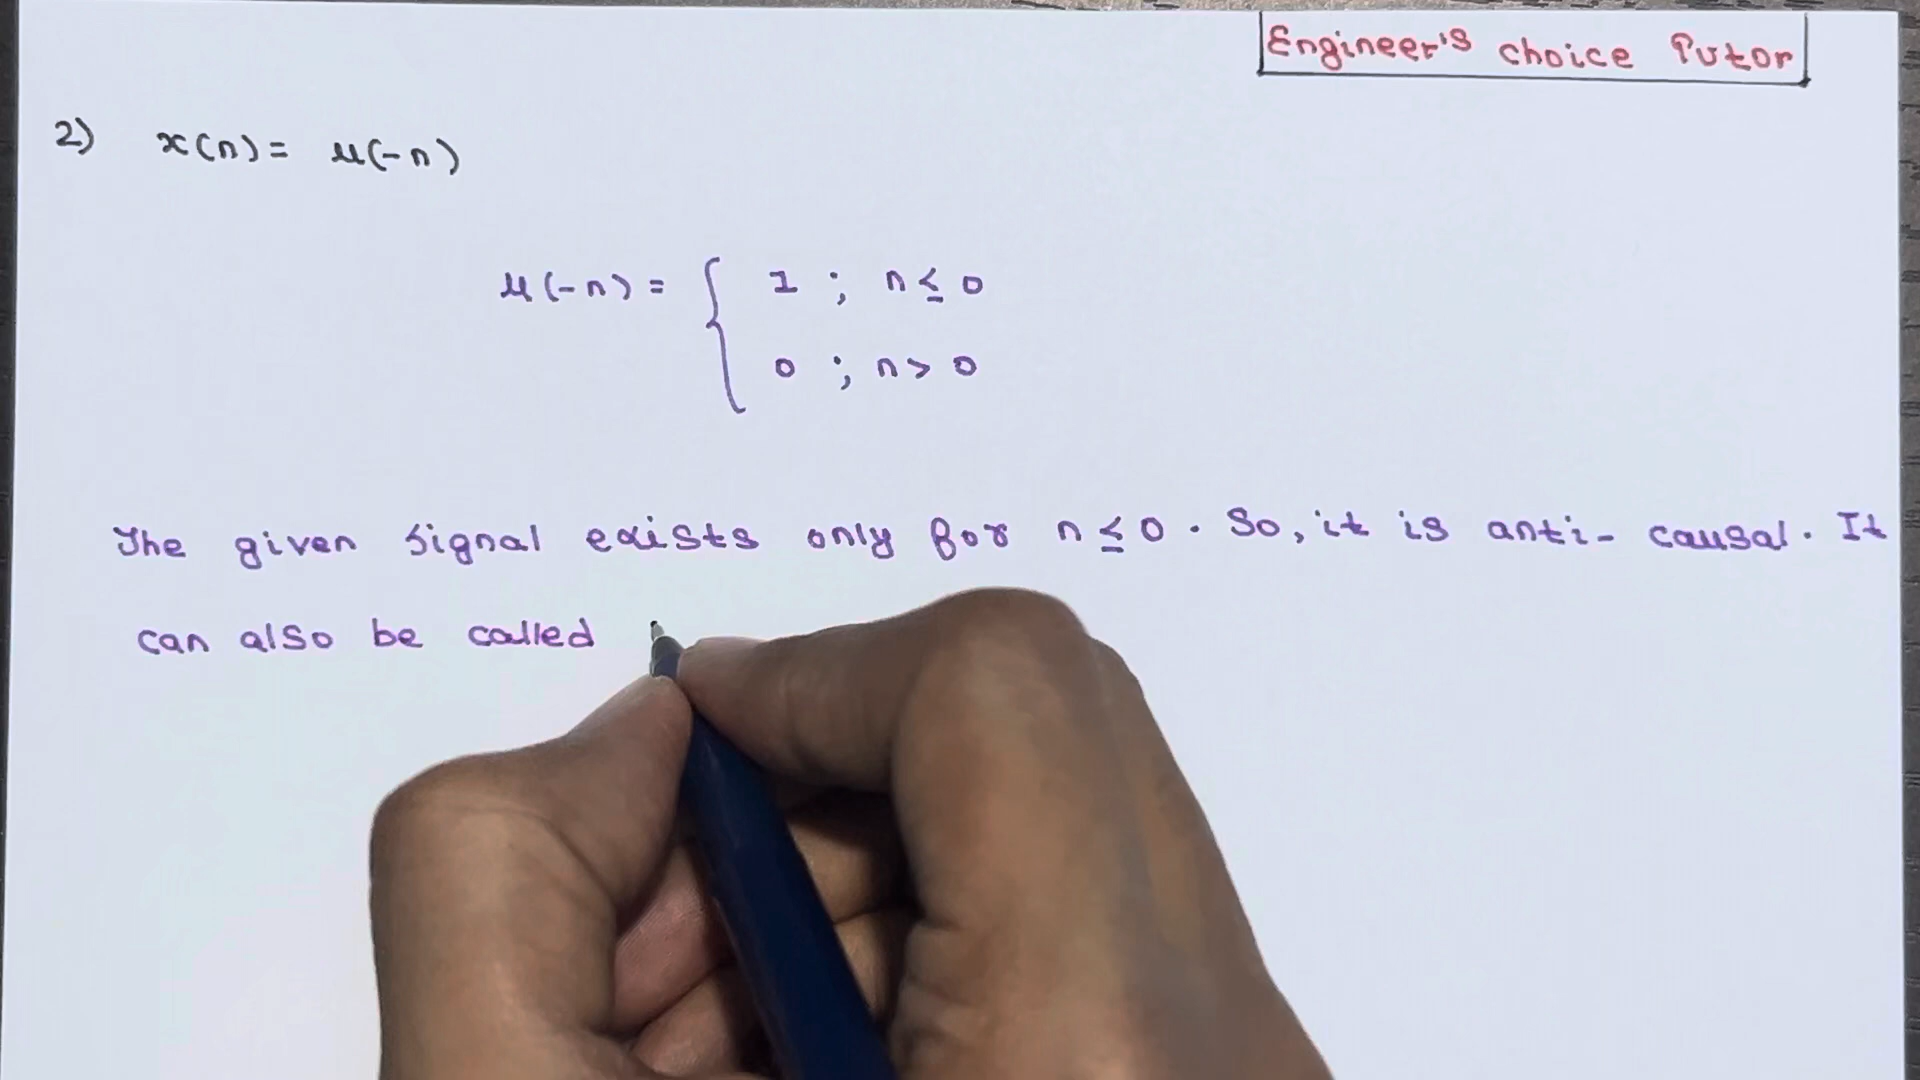 Engineer's choice Tutor
2) x(n) = u(-n)
u(-n) = { 1 ; n ≤ 0
0 ; n > 0
The given signal exists only for n ≤ 0 . So, it is anti-causal. It
can also be called